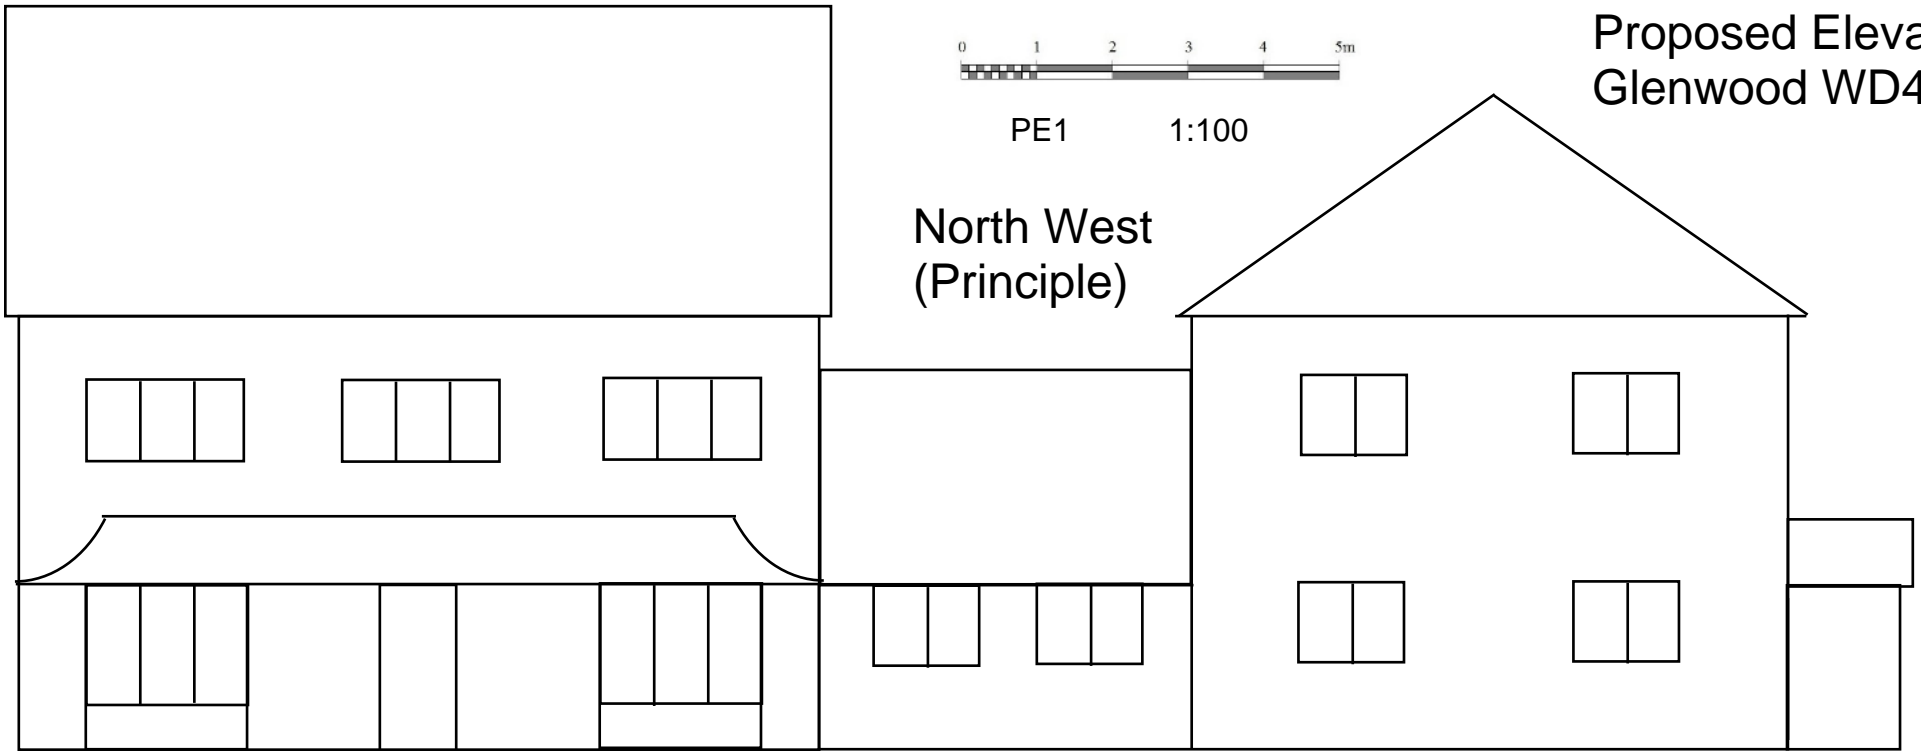 0 1 2 3 4 5m
Proposed Eleva
Glenwood WD4
PE1 1:100
North West
(Principle)